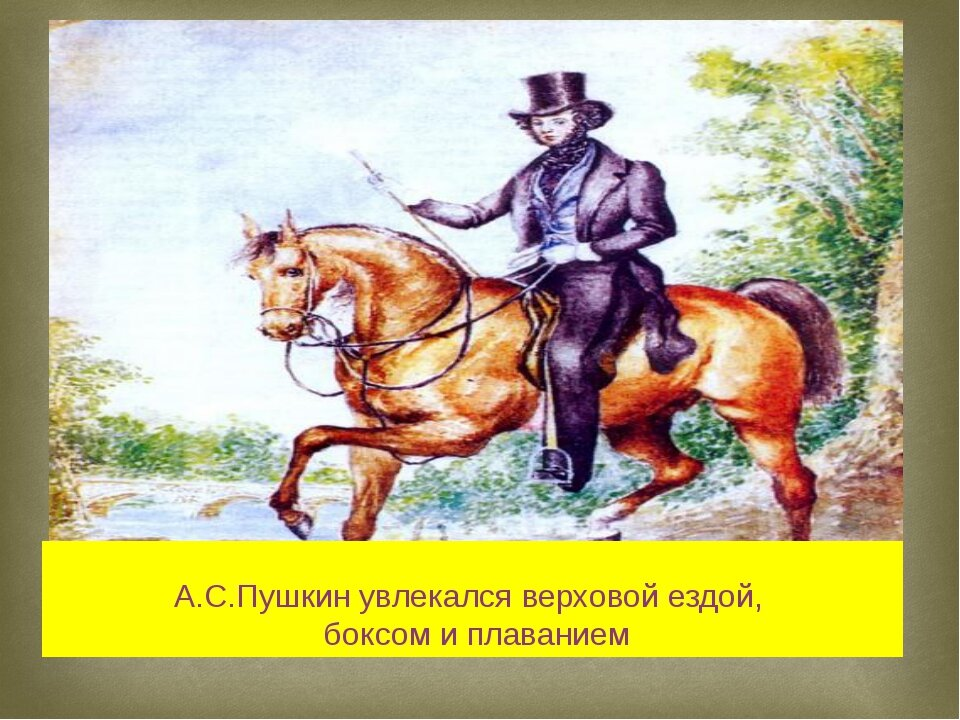 А.С.Пушкин увлекался верховой ездой,
боксом и плаванием